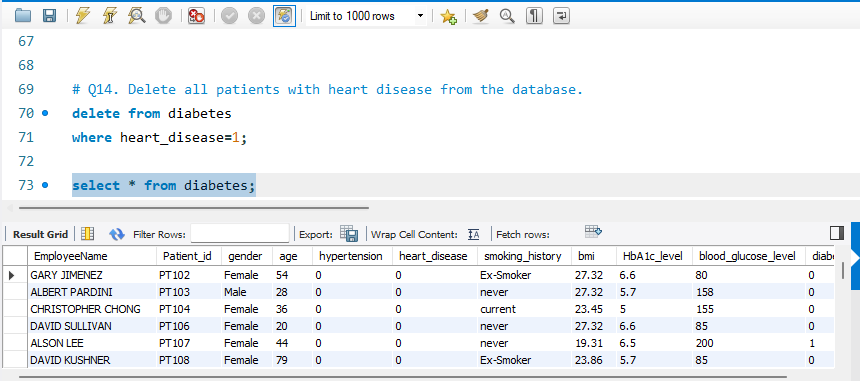 Limit to 1000 rows
67
68
69 # Q14. Delete all patients with heart disease from the database.
70 delete from diabetes
71 where heart_disease=1;
72
73 select * from diabetes;
Result Grid Filter Rows: Export: Wrap Cell Content: IA Fetch rows:
EmployeeName Patient_id gender age hypertension heart_disease smoking_history bmi HbA1c_level blood_glucose_level diabe
GARY JIMENEZ PT102 Female 54 0 0 Ex-Smoker 27.32 6.6 80 0
ALBERT PARDINI PT103 Male 28 0 0 never 27.32 5.7 158 0
CHRISTOPHER CHONG PT104 Female 36 0 0 current 23.45 5 155 0
DAVID SULLIVAN PT106 Female 20 0 0 never 27.32 6.6 85 0
ALSON LEE PT107 Female 44 0 0 never 19.31 6.5 200 1
DAVID KUSHNER PT108 Female 79 0 0 Ex-Smoker 23.86 5.7 85 0